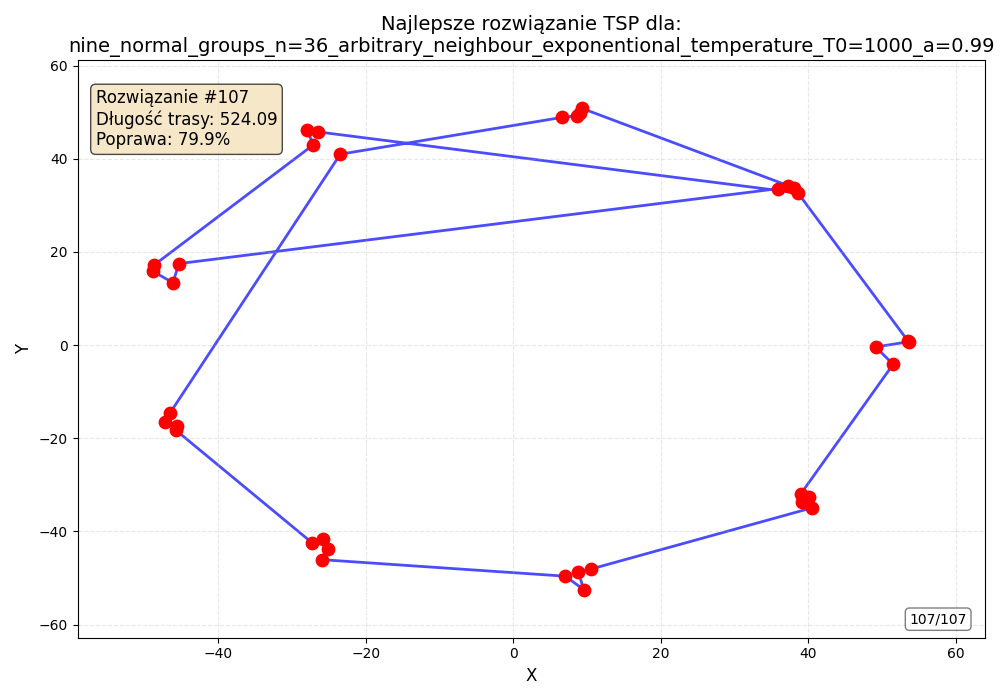 Najlepsze rozwiązanie TSP dla:
nine_normal_groups_n=36_arbitrary_neighbour_exponential_temperature_T0=1000_a=0.99
Rozwiązanie #107
Długość trasy: 524.09
Poprawa: 79.9%
60
40
20
0
−20
−40
−60
Y
107/107
−40
−20
0
20
40
60
X